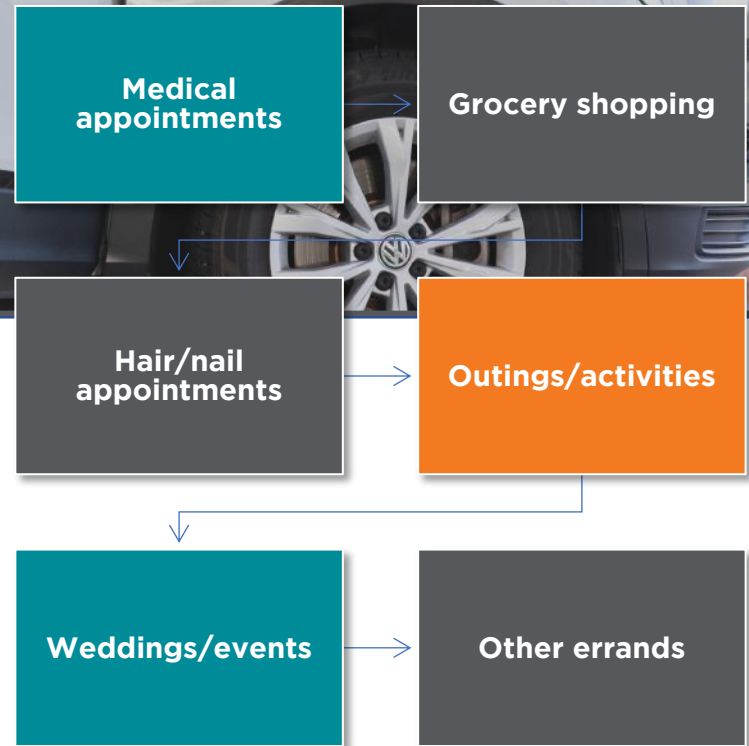 Medical
appointments
Grocery shopping
Hair/nail
appointments
Outings/activities
Weddings/events
Other errands